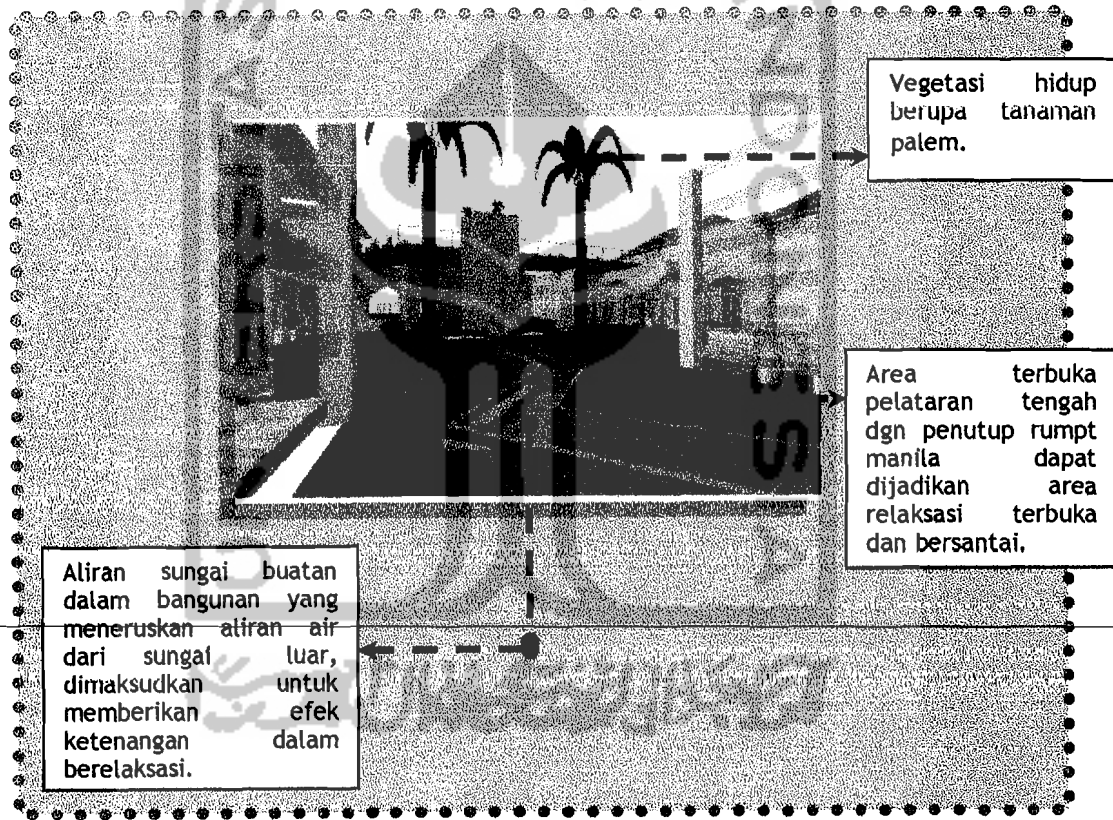 Vegetasi hidup
berupa tanaman
palem.
Area terbuka
pelataran tengah
dgn penutup rumpt
manila dapat
dijadikan area
relaksasi terbuka
dan bersantai.
Aliran sungai buatan
dalam bangunan yang
meneruskan aliran air
dari sungai luar,
dimaksudkan untuk
memberikan efek
ketenangan dalam
berelaksasi.